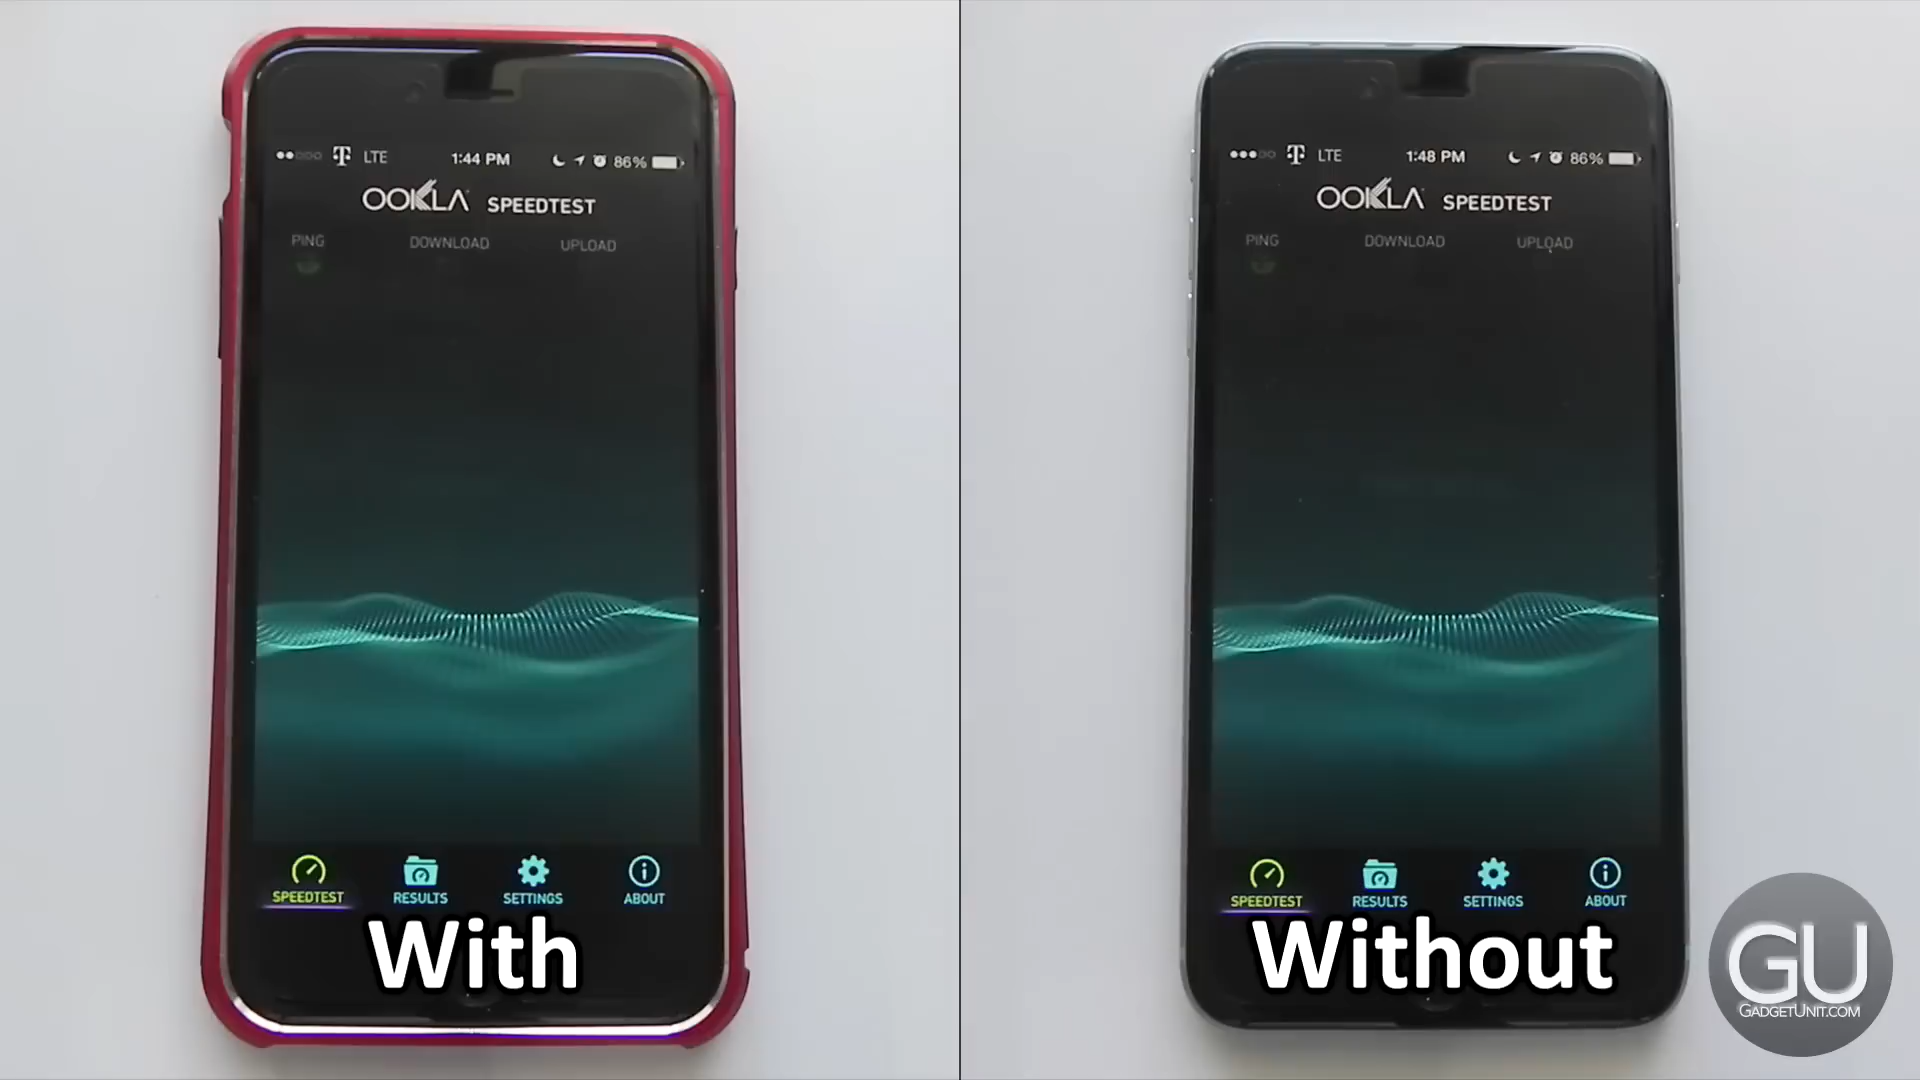 LTE 1:44 PM 86%
OOKLA SPEEDTEST
PING DOWNLOAD UPLOAD
SPEEDTEST RESULTS SETTINGS ABOUT
With
LTE 1:48 PM 86%
OOKLA SPEEDTEST
PING DOWNLOAD UPLOAD
SPEEDTEST RESULTS SETTINGS ABOUT
Without
GU
GADGETUNIT.COM